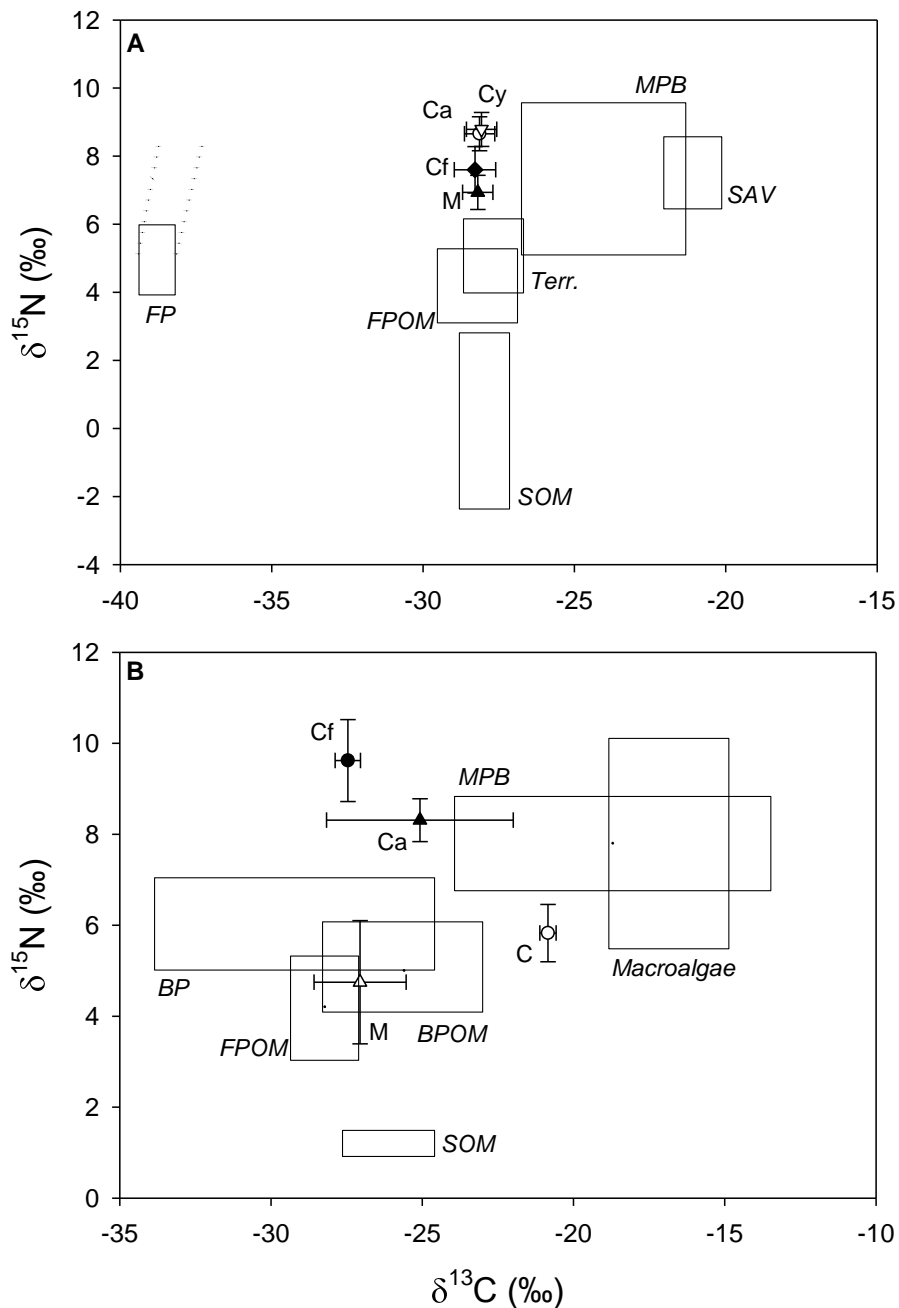 A
12
10
8
6
4
2
0
-2
-4
δ15N (‰)
Cy
Ca
MPB
Cf
M
SAV
Terr.
FP
FPOM
SOM
-40 -35 -30 -25 -20 -15
B
12
10
8
6
4
2
0
δ15N (‰)
Cf
MPB
Ca
C
Macroalgae
BP
M
BPOM
FPOM
SOM
-35 -30 -25 -20 -15 -10
δ13C (‰)